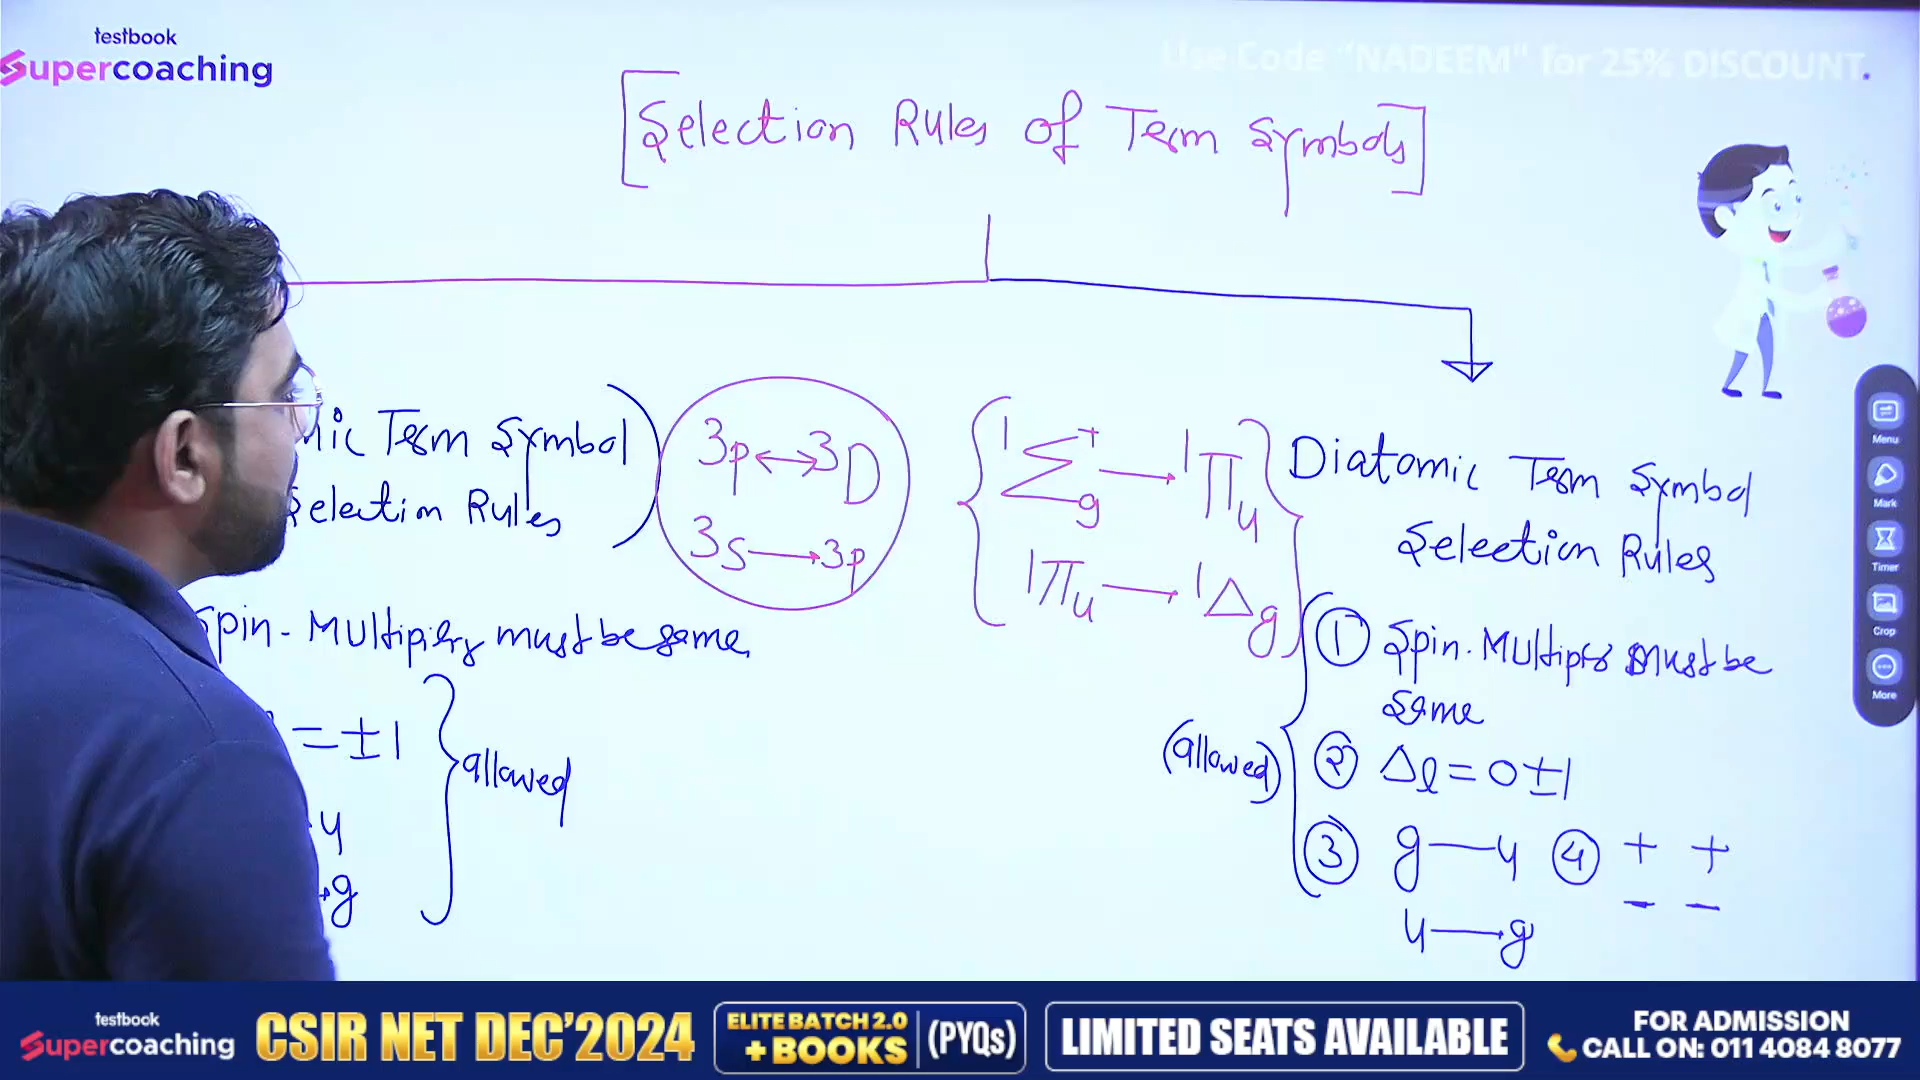 testbook
Supercoaching
Use Code "NADEEM" for 25% DISCOUNT.
[Selection Rules of Term Symbols]
mic Term Symbol
Selection Rules
3p ↔ 3D
3s → 3p
¹Σ⁺g → ¹πu
¹πu → ¹Δg
Diatomic Term Symbol
Selection Rules
Spin - Multiplicity must be same
= ±1
allowed
u
→g
① Spin. Multiplicity must be
same
(allowed)
② Δl = 0 ±1
③ g — u ④ + +
– –
u → g
Menu
Mark
Timer
Crop
More
testbook
Supercoaching
CSIR NET DEC'2024
ELITE BATCH 2.0
+ BOOKS
(PYQs)
LIMITED SEATS AVAILABLE
FOR ADMISSION
CALL ON: 011 4084 8077